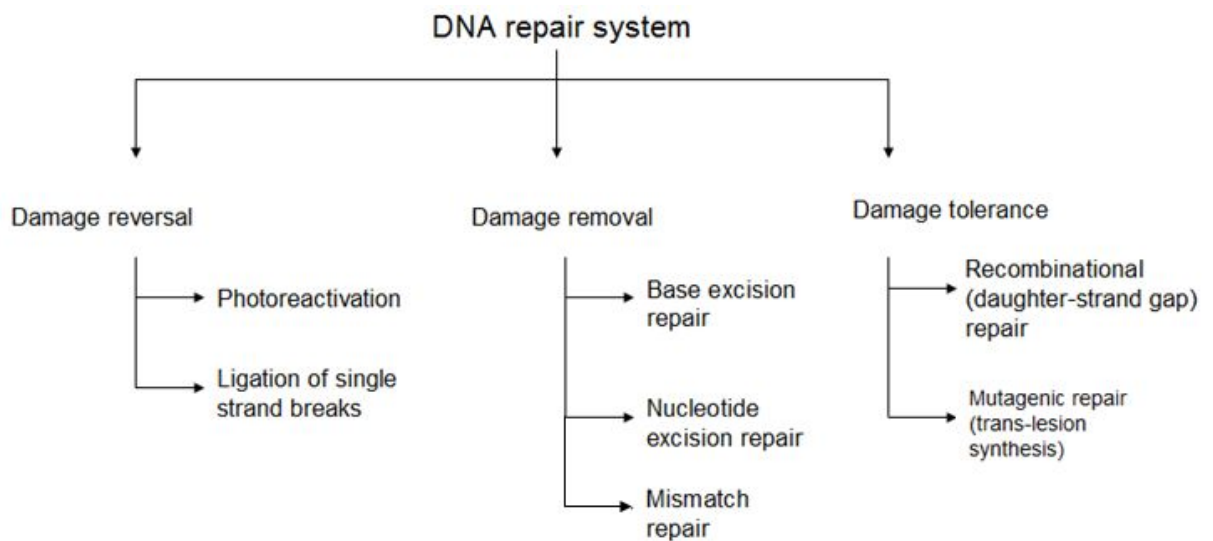 DNA repair system
Damage reversal
Photoreactivation
Ligation of single
strand breaks
Damage removal
Base excision
repair
Nucleotide
excision repair
Mismatch
repair
Damage tolerance
Recombinational
(daughter-strand gap)
repair
Mutagenic repair
(trans-lesion
synthesis)